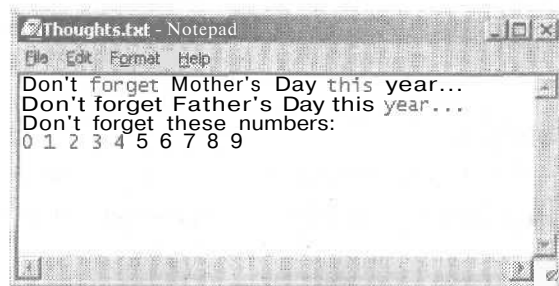 Thoughts.txt - Notepad
File Edit Format Help
Don't forget Mother's Day this year...
Don't forget Father's Day this year...
Don't forget these numbers:
0 1 2 3 4 5 6 7 8 9